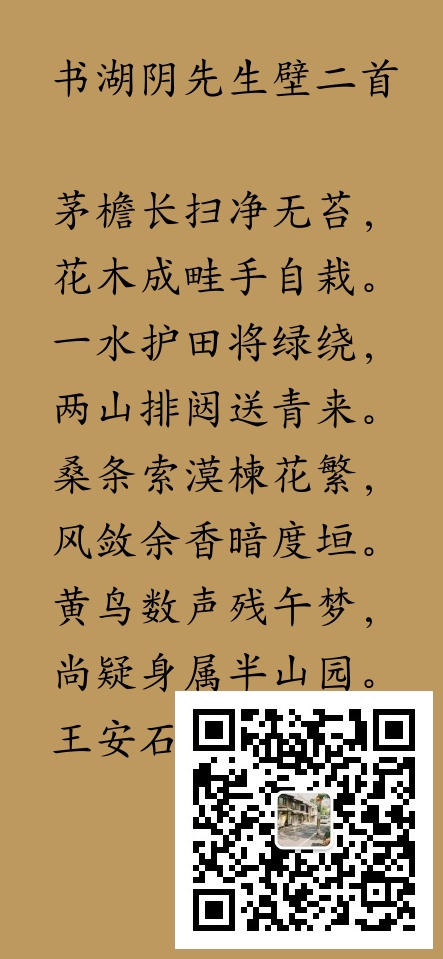 书湖阴先生壁二首
茅檐长扫净无苔，
花木成畦手自栽。
一水护田将绿绕，
两山排闼送青来。
桑条索漠楝花繁，
风敛余香暗度垣。
黄鸟数声残午梦，
尚疑身属半山园。
王安石